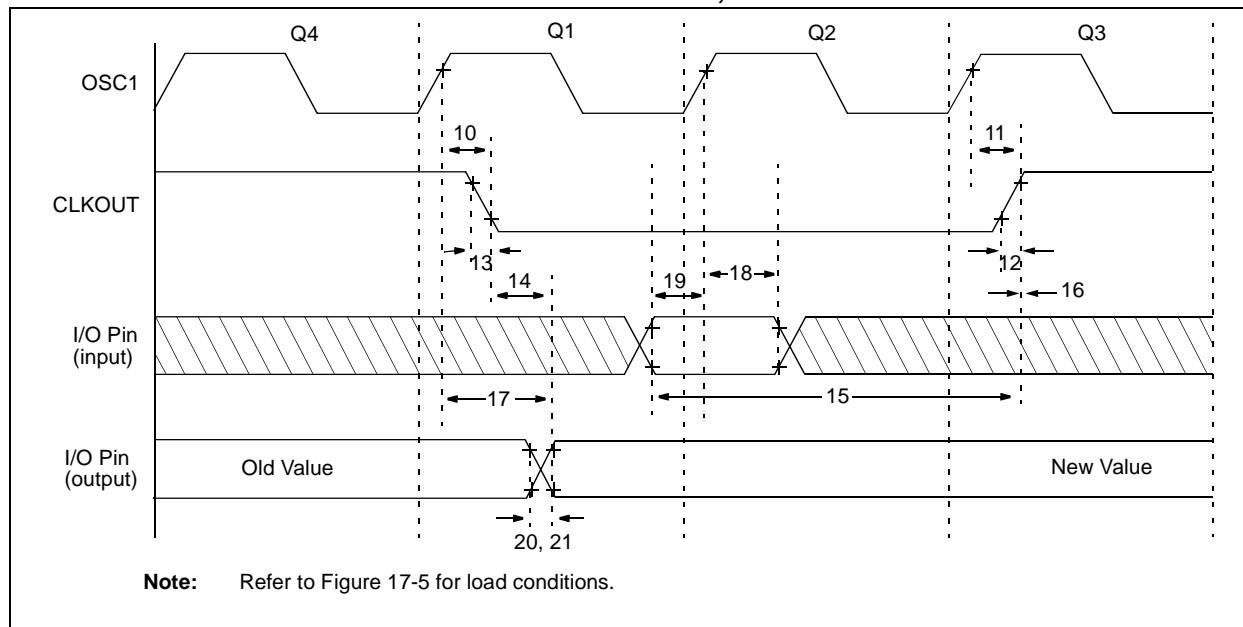 Q4 Q1 Q2 Q3
OSC1
10 11
CLKOUT
13 12
14 19 18 16
I/O Pin
(input)
17 15
I/O Pin
(output)
Old Value New Value
20, 21
Note: Refer to Figure 17-5 for load conditions.